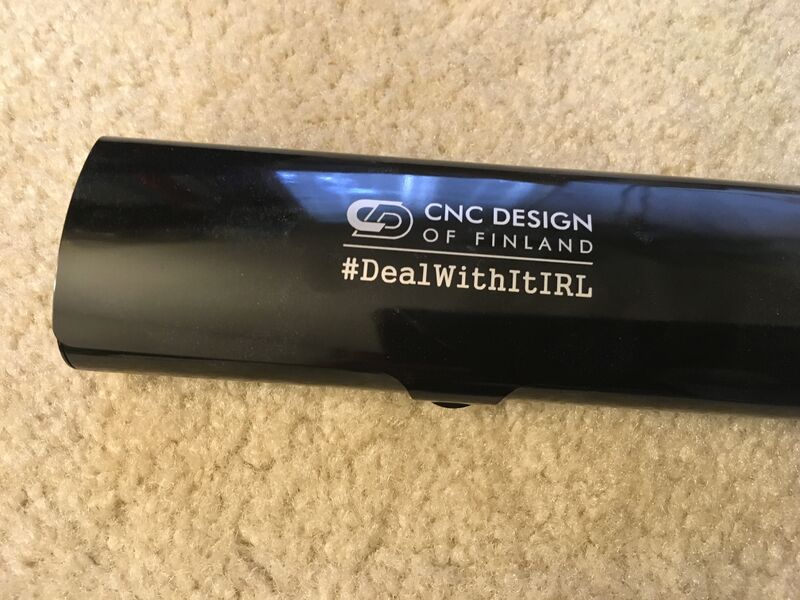 CNC DESIGN
OF FINLAND
#DealWithItIRL